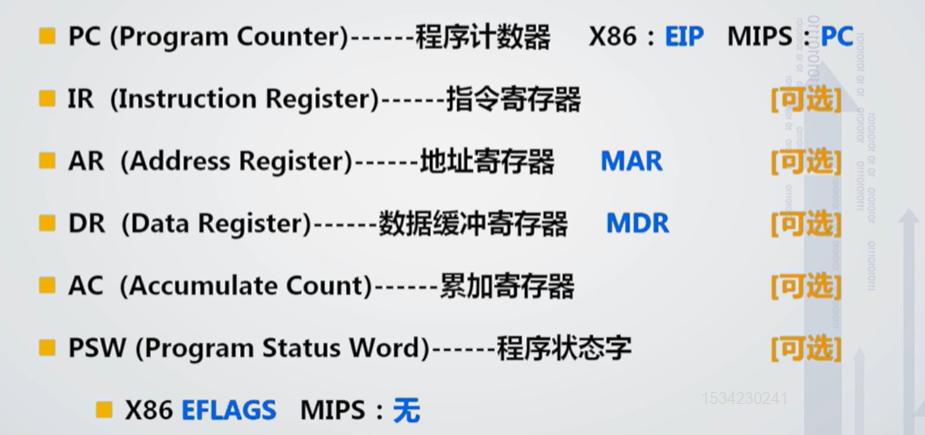 PC (Program Counter)------程序计数器 X86：EIP MIPS：PC
IR (Instruction Register)------指令寄存器 [可选]
AR (Address Register)------地址寄存器 MAR [可选]
DR (Data Register)------数据缓冲寄存器 MDR [可选]
AC (Accumulate Count)------累加寄存器 [可选]
PSW (Program Status Word)------程序状态字 [可选]
X86 EFLAGS MIPS：无
1534230241